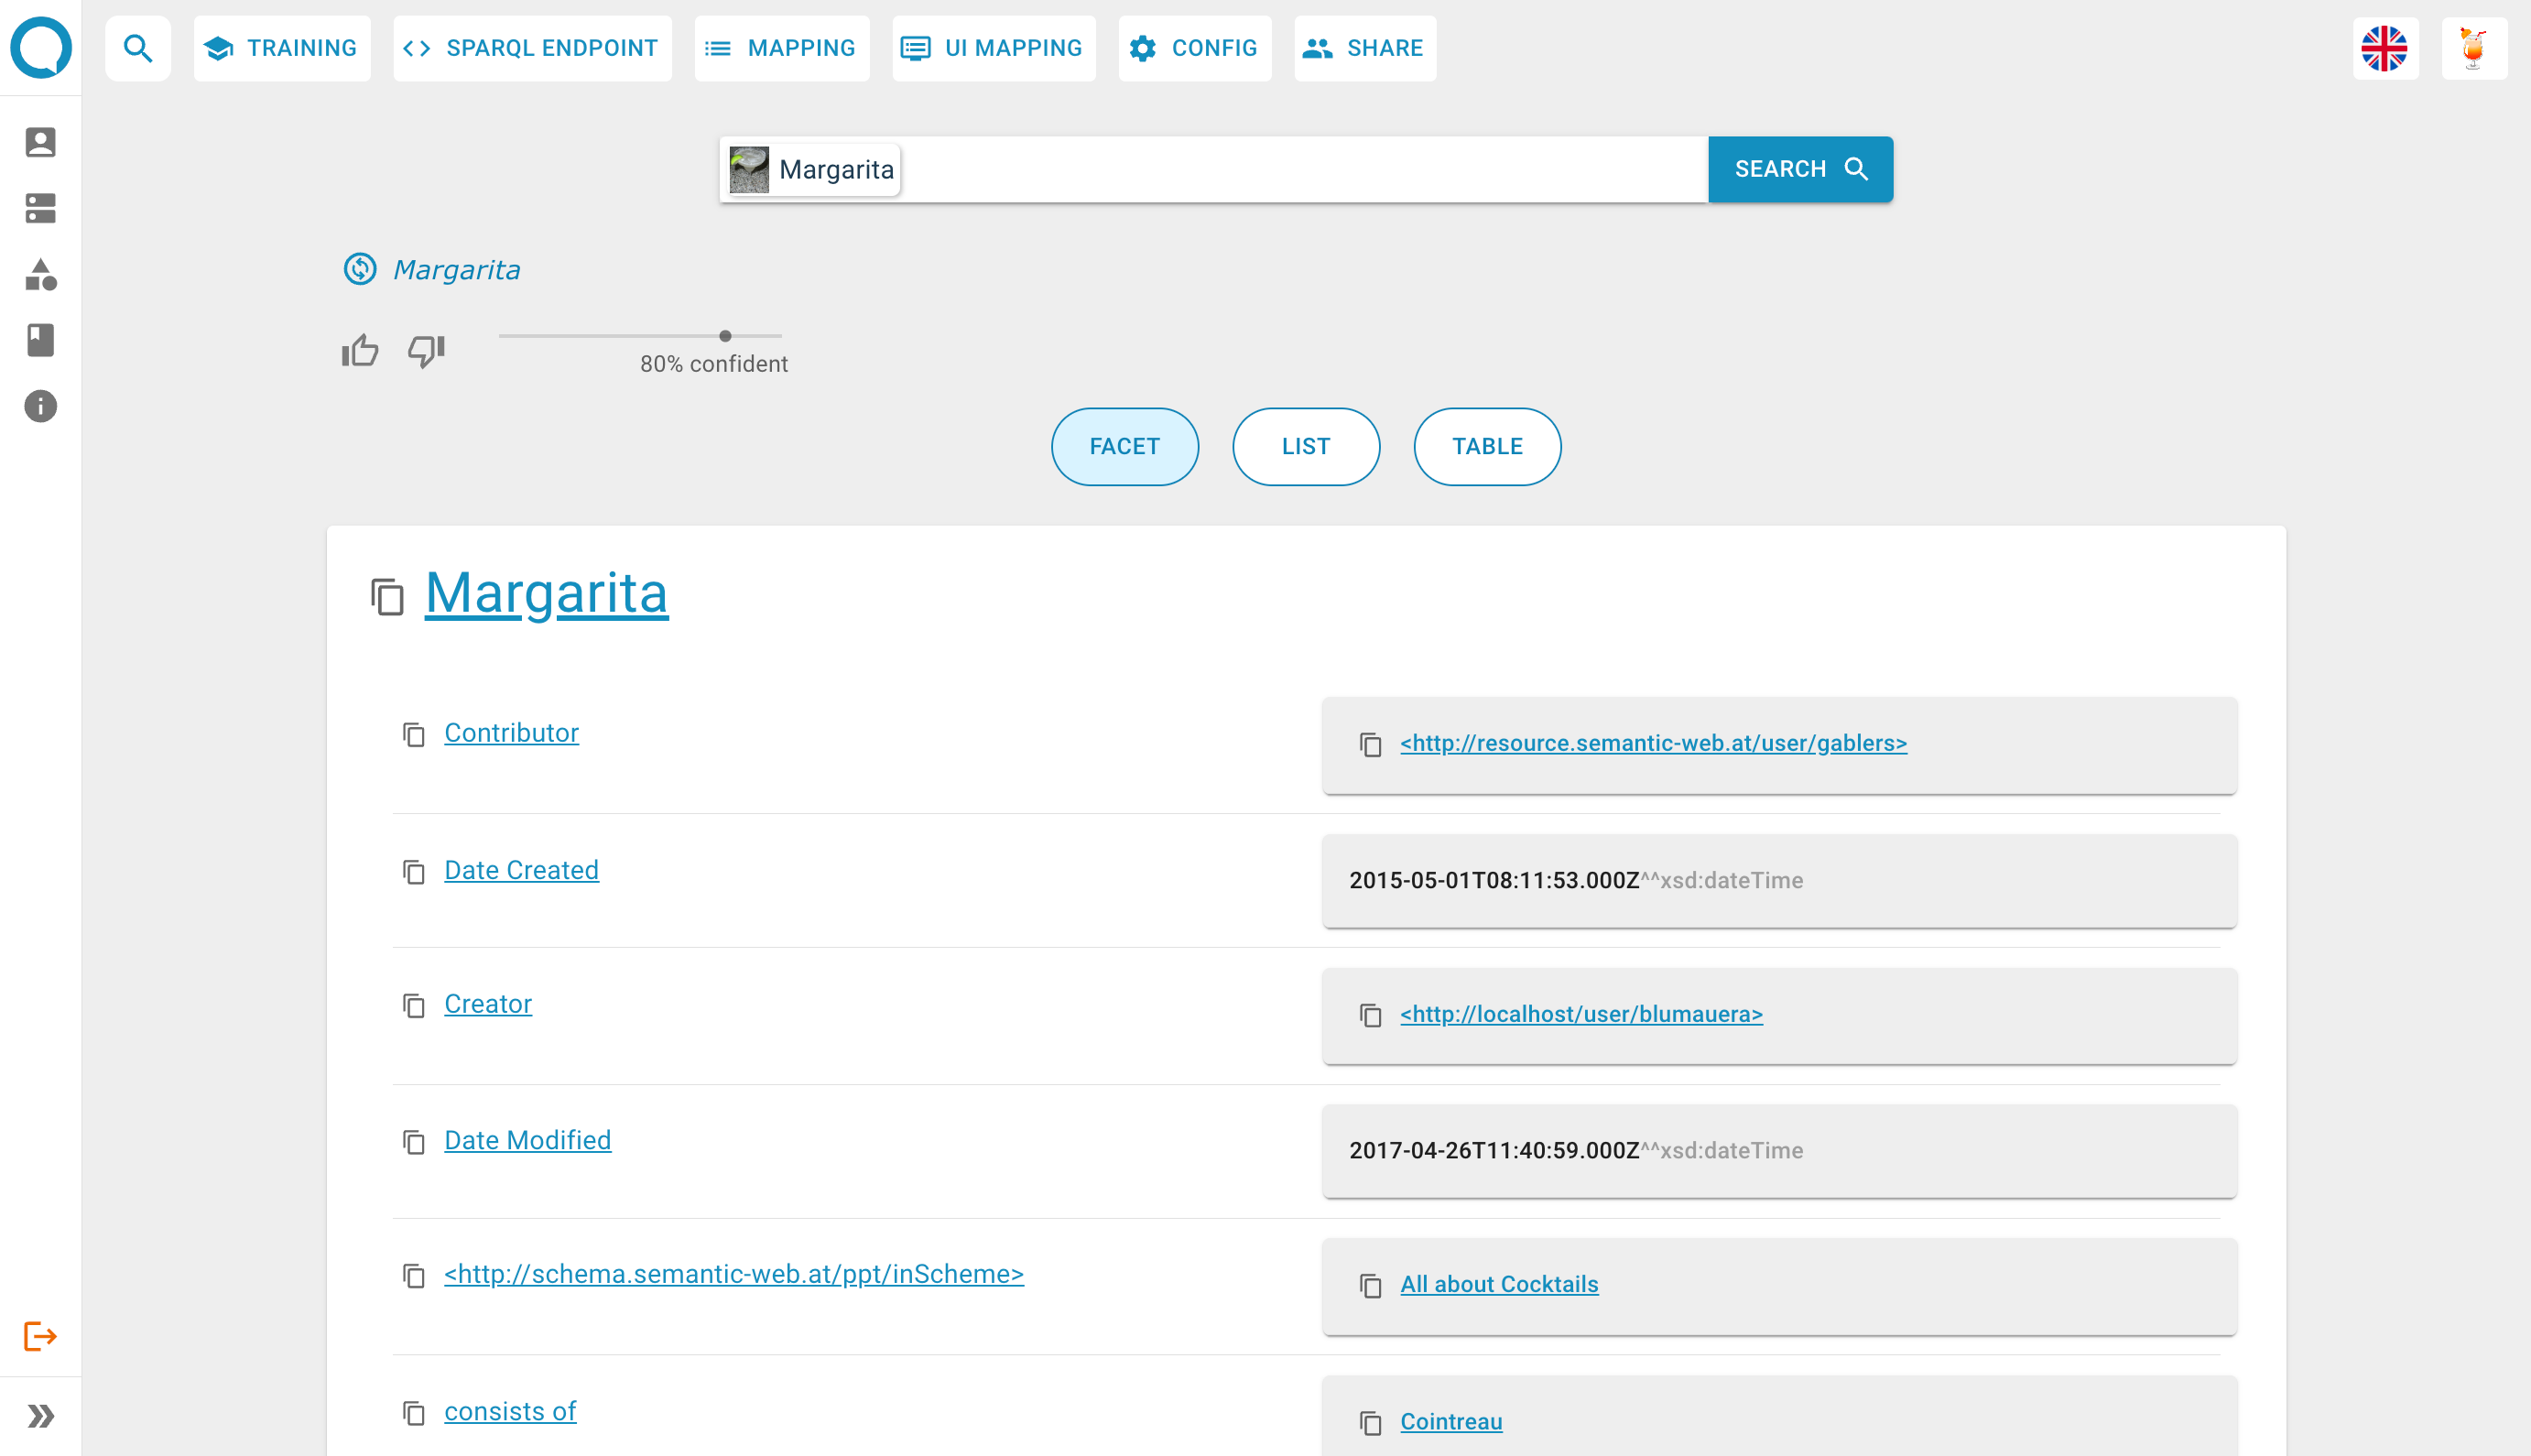 TRAINING
SPARQL ENDPOINT
MAPPING
UI MAPPING
CONFIG
SHARE
Margarita
SEARCH
Margarita
80% confident
FACET
LIST
TABLE
Margarita
Contributor
<http://resource.semantic-web.at/user/gablers>
Date Created
2015-05-01T08:11:53.000Z^^xsd:dateTime
Creator
<http://localhost/user/blumauera>
Date Modified
2017-04-26T11:40:59.000Z^^xsd:dateTime
<http://schema.semantic-web.at/ppt/inScheme>
All about Cocktails
consists of
Cointreau